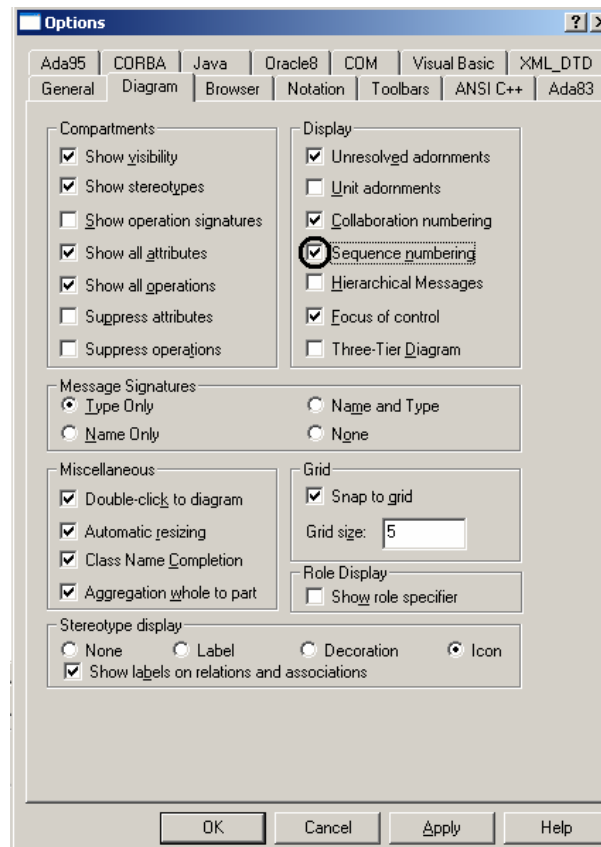 Options
Ada95 CORBA Java Oracle8 COM Visual Basic XML_DTD
General Diagram Browser Notation Toolbars ANSI C++ Ada83
Compartments
Show visibility
Show stereotypes
Show operation signatures
Show all attributes
Show all operations
Suppress attributes
Suppress operations
Display
Unresolved adornments
Unit adornments
Collaboration numbering
Sequence numbering
Hierarchical Messages
Focus of control
Three-Tier Diagram
Message Signatures
Type Only Name and Type
Name Only None
Miscellaneous
Double-click to diagram
Automatic resizing
Class Name Completion
Aggregation whole to part
Grid
Snap to grid
Grid size: 5
Role Display
Show role specifier
Stereotype display
None Label Decoration Icon
Show labels on relations and associations
OK Cancel Apply Help